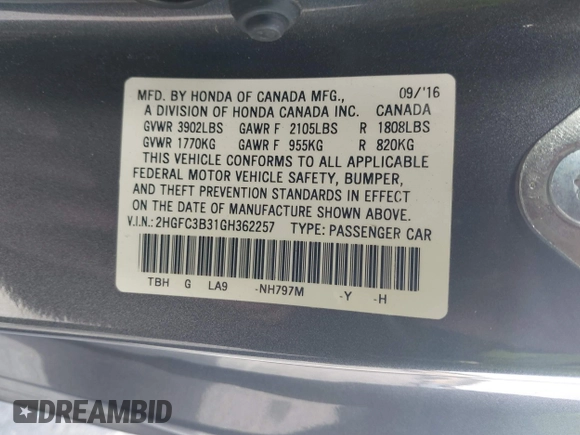 MFD. BY HONDA OF CANADA MFG., 09/'16
A DIVISION OF HONDA CANADA INC. CANADA
GVWR 3902LBS GAWR F 2105LBS R 1808LBS
GVWR 1770KG GAWR F 955KG R 820KG
THIS VEHICLE CONFORMS TO ALL APPLICABLE
FEDERAL MOTOR VEHICLE SAFETY, BUMPER,
AND THEFT PREVENTION STANDARDS IN EFFECT
ON THE DATE OF MANUFACTURE SHOWN ABOVE.
V.I.N.: 2HGFC3B31GH362257 TYPE: PASSENGER CAR
TBH G LA9 -NH797M -Y -H
DREAMBID